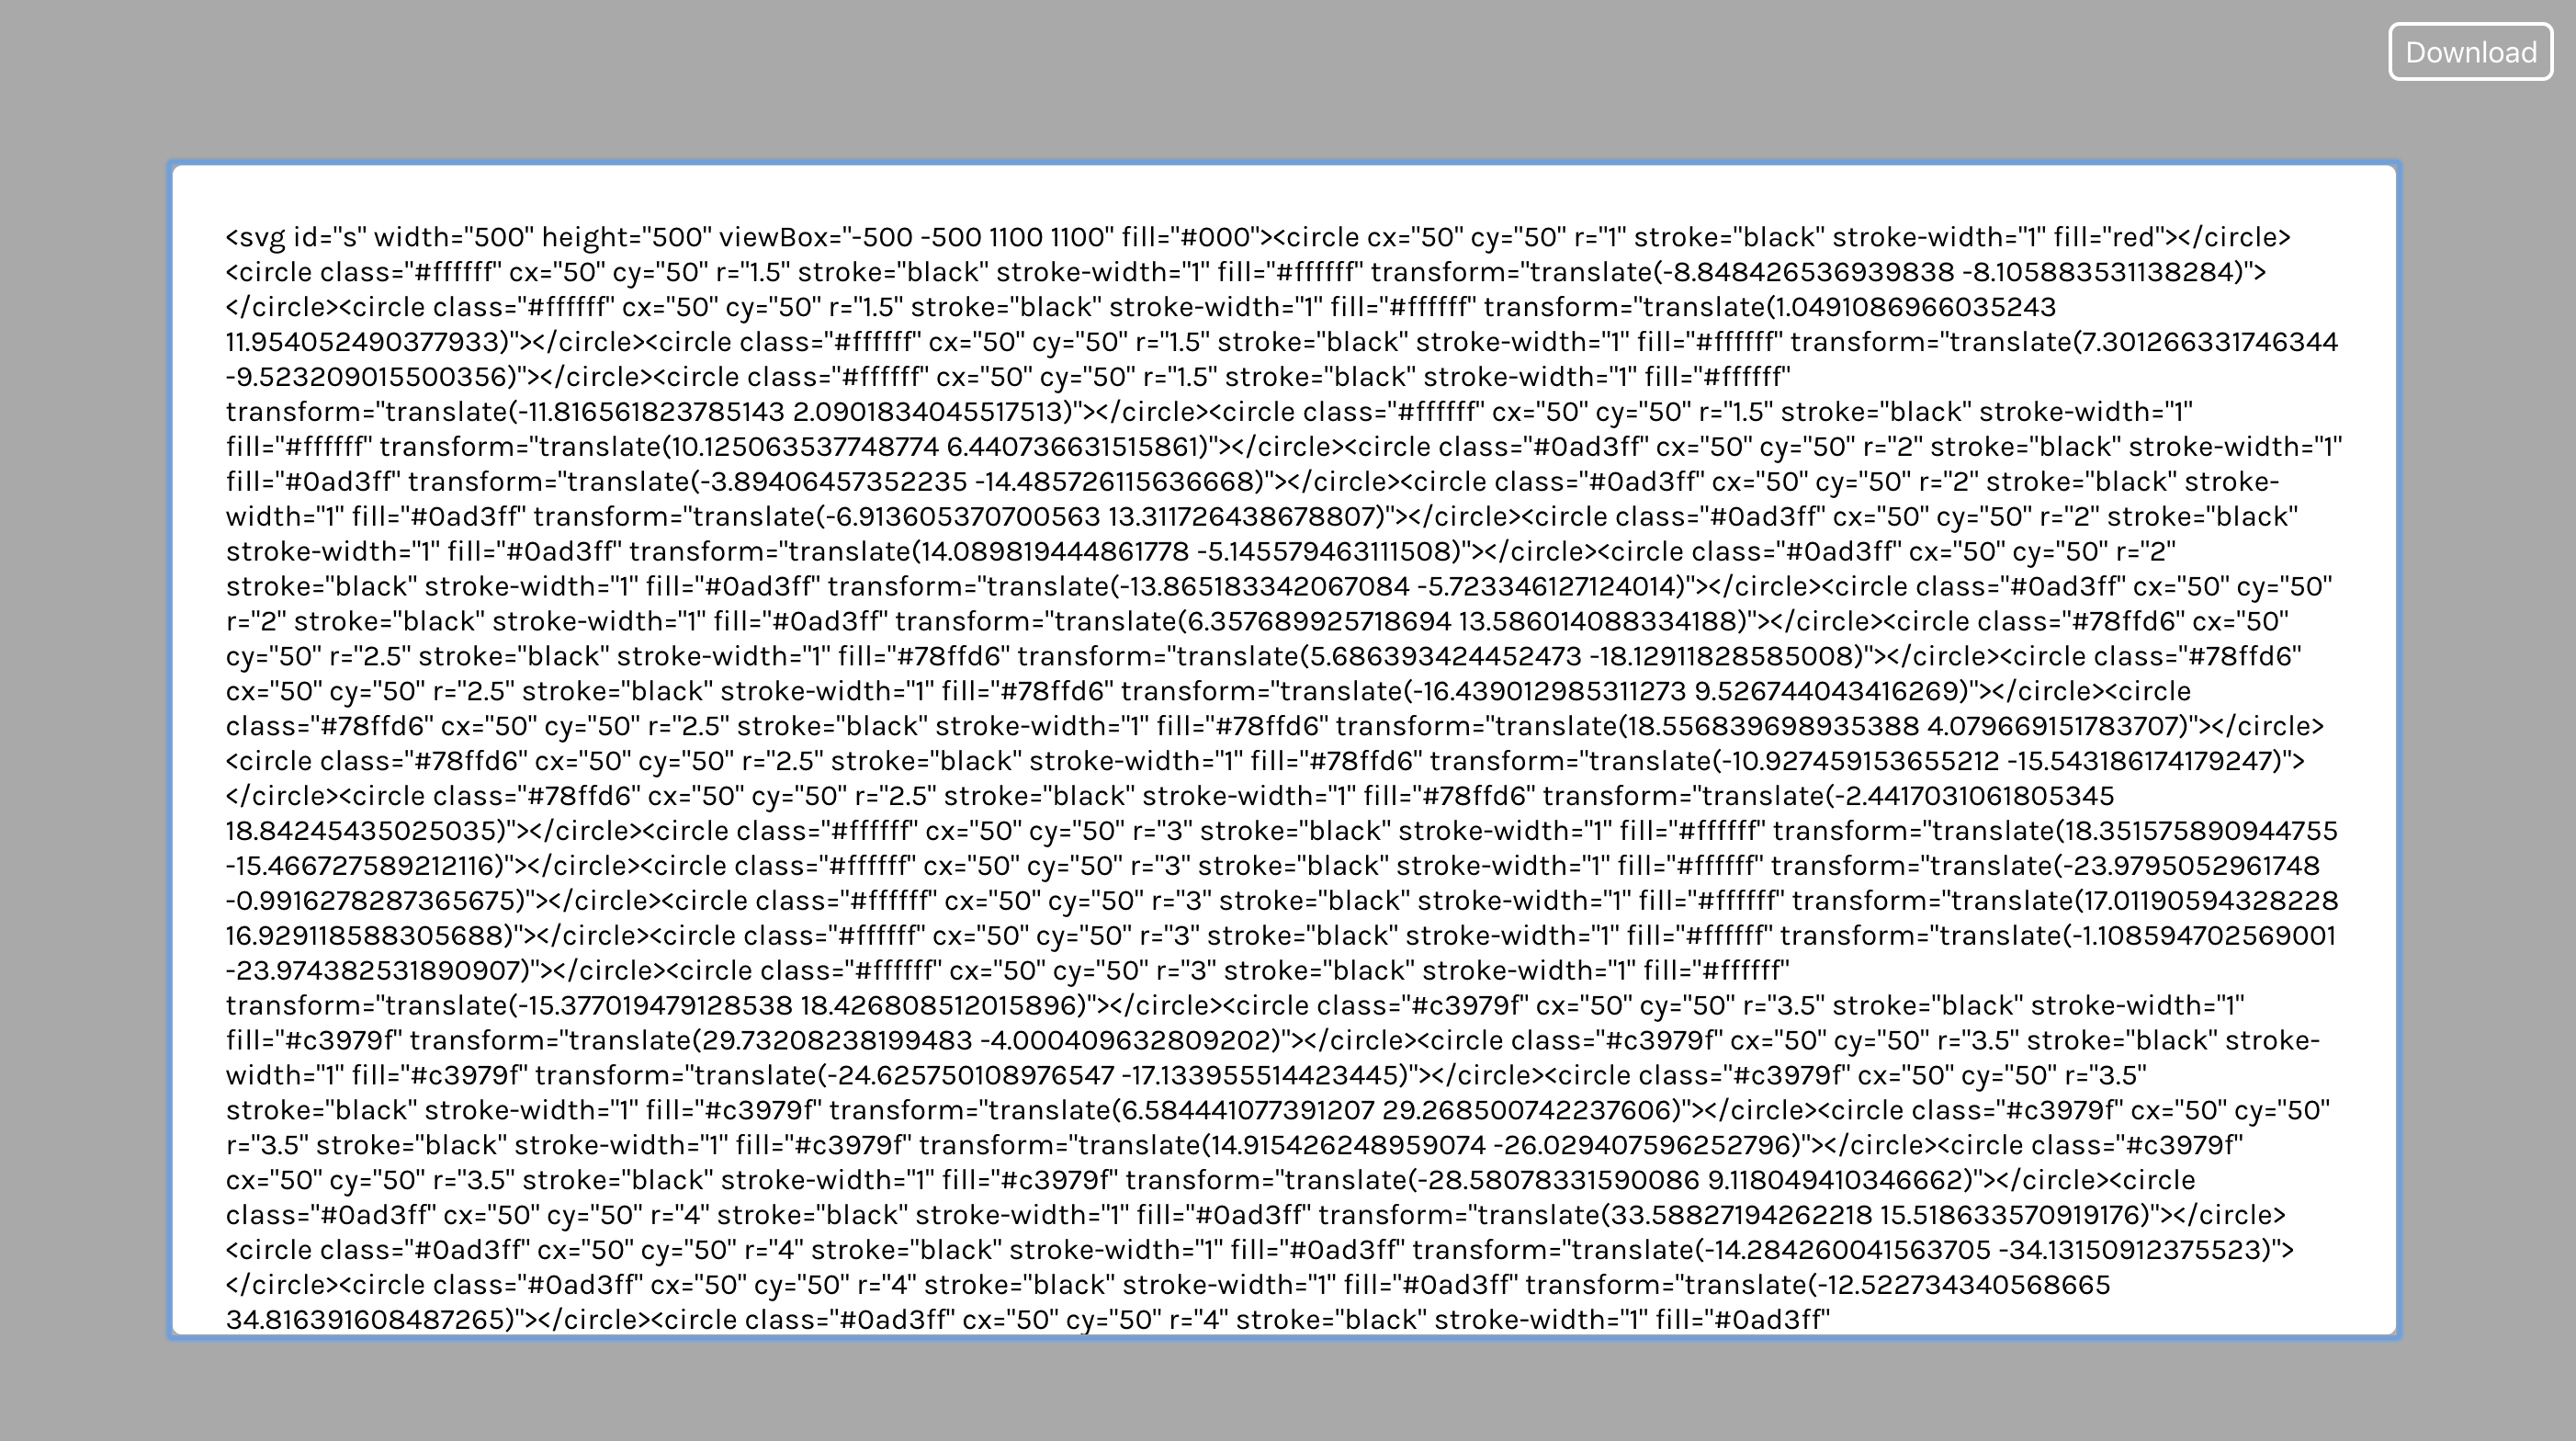 Download
<svg id="s" width="500" height="500" viewBox="-500 -500 1100 1100" fill="#000"><circle cx="50" cy="50" r="1" stroke="black" stroke-width="1" fill="red"></circle>
<circle class="#ffffff" cx="50" cy="50" r="1.5" stroke="black" stroke-width="1" fill="#ffffff" transform="translate(-8.848426536939838 -8.105883531138284)">
</circle><circle class="#ffffff" cx="50" cy="50" r="1.5" stroke="black" stroke-width="1" fill="#ffffff" transform="translate(1.0491086966035243
11.954052490377933)"></circle><circle class="#ffffff" cx="50" cy="50" r="1.5" stroke="black" stroke-width="1" fill="#ffffff" transform="translate(7.301266331746344
-9.523209015500356)"></circle><circle class="#ffffff" cx="50" cy="50" r="1.5" stroke="black" stroke-width="1" fill="#ffffff"
transform="translate(-11.816561823785143 2.0901834045517513)"></circle><circle class="#ffffff" cx="50" cy="50" r="1.5" stroke="black" stroke-width="1"
fill="#ffffff" transform="translate(10.125063537748774 6.440736631515861)"></circle><circle class="#0ad3ff" cx="50" cy="50" r="2" stroke="black" stroke-width="1"
fill="#0ad3ff" transform="translate(-3.89406457352235 -14.485726115636668)"></circle><circle class="#0ad3ff" cx="50" cy="50" r="2" stroke="black" stroke-
width="1" fill="#0ad3ff" transform="translate(-6.913605370700563 13.311726438678807)"></circle><circle class="#0ad3ff" cx="50" cy="50" r="2" stroke="black"
stroke-width="1" fill="#0ad3ff" transform="translate(14.089819444861778 -5.145579463111508)"></circle><circle class="#0ad3ff" cx="50" cy="50" r="2"
stroke="black" stroke-width="1" fill="#0ad3ff" transform="translate(-13.865183342067084 -5.723346127124014)"></circle><circle class="#0ad3ff" cx="50" cy="50"
r="2" stroke="black" stroke-width="1" fill="#0ad3ff" transform="translate(6.357689925718694 13.586014088334188)"></circle><circle class="#78ffd6" cx="50"
cy="50" r="2.5" stroke="black" stroke-width="1" fill="#78ffd6" transform="translate(5.686393424452473 -18.12911828585008)"></circle><circle class="#78ffd6"
cx="50" cy="50" r="2.5" stroke="black" stroke-width="1" fill="#78ffd6" transform="translate(-16.439012985311273 9.526744043416269)"></circle><circle
class="#78ffd6" cx="50" cy="50" r="2.5" stroke="black" stroke-width="1" fill="#78ffd6" transform="translate(18.556839698935388 4.079669151783707)"></circle>
<circle class="#78ffd6" cx="50" cy="50" r="2.5" stroke="black" stroke-width="1" fill="#78ffd6" transform="translate(-10.927459153655212 -15.543186174179247)">
</circle><circle class="#78ffd6" cx="50" cy="50" r="2.5" stroke="black" stroke-width="1" fill="#78ffd6" transform="translate(-2.4417031061805345
18.84245435025035)"></circle><circle class="#ffffff" cx="50" cy="50" r="3" stroke="black" stroke-width="1" fill="#ffffff" transform="translate(18.351575890944755
-15.466727589212116)"></circle><circle class="#ffffff" cx="50" cy="50" r="3" stroke="black" stroke-width="1" fill="#ffffff" transform="translate(-23.9795052961748
-0.9916278287365675)"></circle><circle class="#ffffff" cx="50" cy="50" r="3" stroke="black" stroke-width="1" fill="#ffffff" transform="translate(17.01190594328228
16.929118588305688)"></circle><circle class="#ffffff" cx="50" cy="50" r="3" stroke="black" stroke-width="1" fill="#ffffff" transform="translate(-1.108594702569001
-23.974382531890907)"></circle><circle class="#ffffff" cx="50" cy="50" r="3" stroke="black" stroke-width="1" fill="#ffffff"
transform="translate(-15.377019479128538 18.426808512015896)"></circle><circle class="#c3979f" cx="50" cy="50" r="3.5" stroke="black" stroke-width="1"
fill="#c3979f" transform="translate(29.73208238199483 -4.000409632809202)"></circle><circle class="#c3979f" cx="50" cy="50" r="3.5" stroke="black" stroke-
width="1" fill="#c3979f" transform="translate(-24.625750108976547 -17.133955514423445)"></circle><circle class="#c3979f" cx="50" cy="50" r="3.5"
stroke="black" stroke-width="1" fill="#c3979f" transform="translate(6.584441077391207 29.268500742237606)"></circle><circle class="#c3979f" cx="50" cy="50"
r="3.5" stroke="black" stroke-width="1" fill="#c3979f" transform="translate(14.915426248959074 -26.029407596252796)"></circle><circle class="#c3979f"
cx="50" cy="50" r="3.5" stroke="black" stroke-width="1" fill="#c3979f" transform="translate(-28.58078331590086 9.118049410346662)"></circle><circle
class="#0ad3ff" cx="50" cy="50" r="4" stroke="black" stroke-width="1" fill="#0ad3ff" transform="translate(33.58827194262218 15.518633570919176)"></circle>
<circle class="#0ad3ff" cx="50" cy="50" r="4" stroke="black" stroke-width="1" fill="#0ad3ff" transform="translate(-14.284260041563705 -34.13150912375523)">
</circle><circle class="#0ad3ff" cx="50" cy="50" r="4" stroke="black" stroke-width="1" fill="#0ad3ff" transform="translate(-12.522734340568665
34.816391608487265)"></circle><circle class="#0ad3ff" cx="50" cy="50" r="4" stroke="black" stroke-width="1" fill="#0ad3ff"